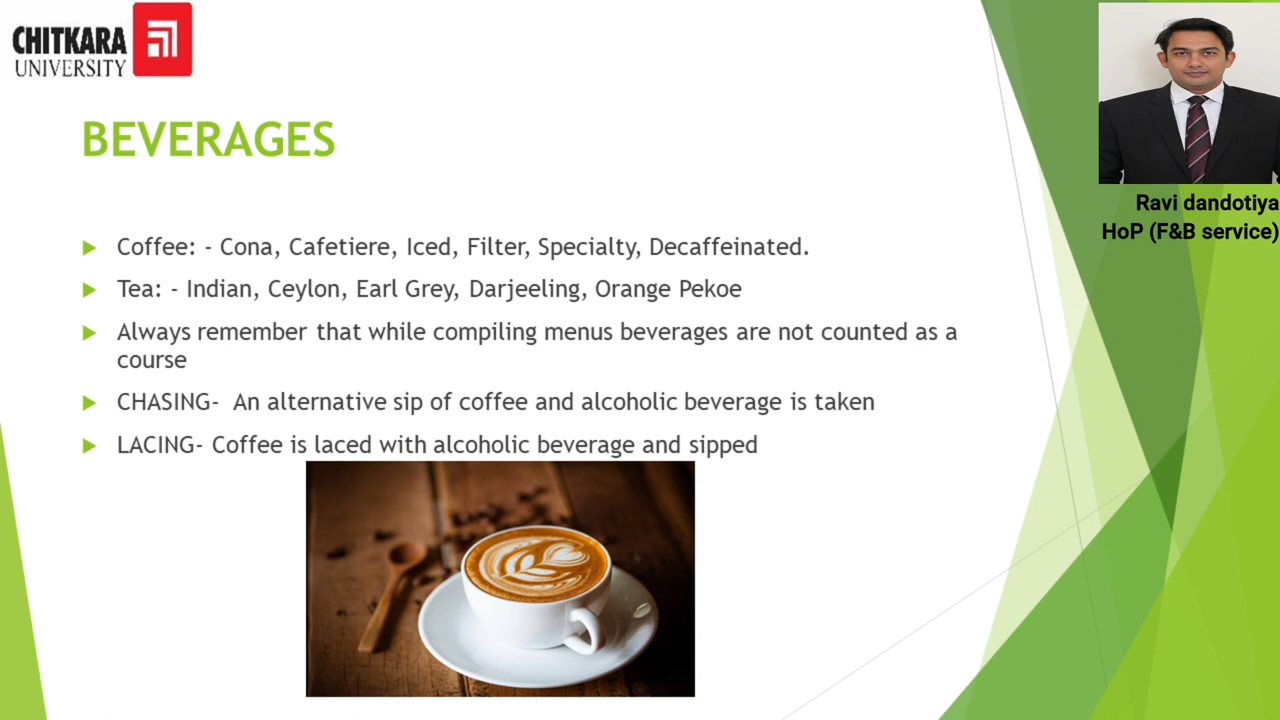 CHITKARA
UNIVERSITY
BEVERAGES
Coffee: - Cona, Cafetiere, Iced, Filter, Specialty, Decaffeinated.
Tea: - Indian, Ceylon, Earl Grey, Darjeeling, Orange Pekoe
Always remember that while compiling menus beverages are not counted as a
course
CHASING- An alternative sip of coffee and alcoholic beverage is taken
LACING- Coffee is laced with alcoholic beverage and sipped
Ravi dandotiya
HoP (F&B service)